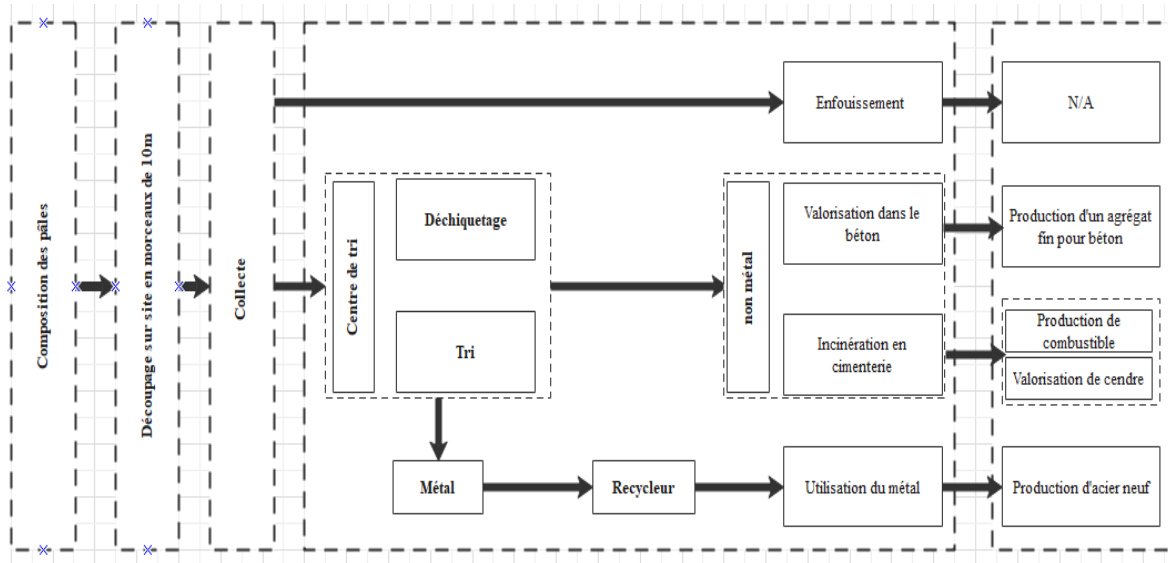 Composition des pâles
Découpage sur site en morceaux de 10m
Collecte
Enfouissement
N/A
Centre de tri
Déchiquetage
Tri
non métal
Valorisation dans le
béton
Production d'un agrégat
fin pour béton
Incinération en
cimenterie
Production de
combustible
Valorisation de cendre
Métal
Recycleur
Utilisation du métal
Production d'acier neuf